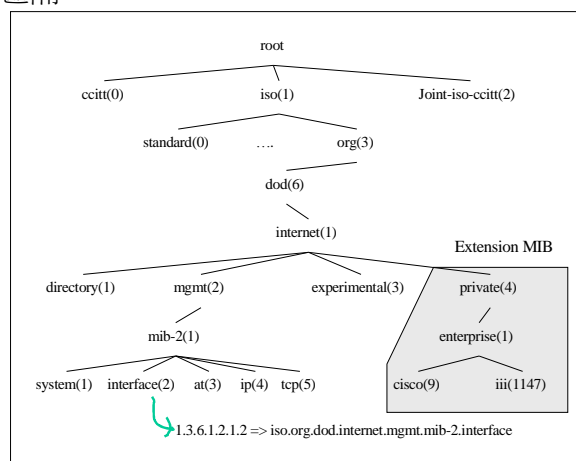 root
ccitt(0) iso(1) Joint-iso-ccitt(2)
standard(0) .... org(3)
dod(6)
internet(1)
Extension MIB
directory(1) mgmt(2) experimental(3) private(4)
mib-2(1) enterprise(1)
system(1) interface(2) at(3) ip(4) tcp(5) cisco(9) iii(1147)
1.3.6.1.2.1.2 => iso.org.dod.internet.mgmt.mib-2.interface